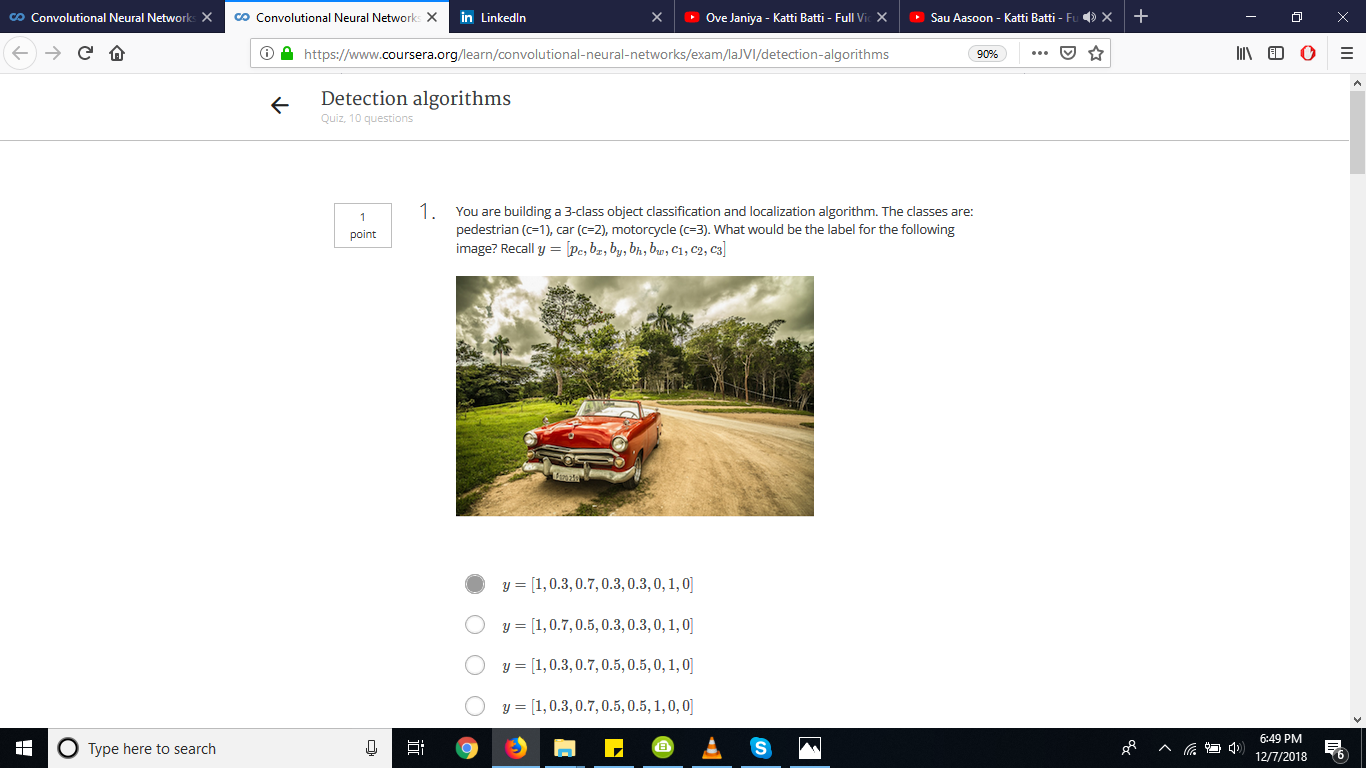 Convolutional Neural Network
Convolutional Neural Networks
LinkedIn
Ove Janiya - Katti Batti - Full Vi
Sau Aasoon - Katti Batti - Fu
https://www.coursera.org/learn/convolutional-neural-networks/exam/laJVI/detection-algorithms
90%
Detection algorithms
Quiz, 10 questions
1
point
1.
You are building a 3-class object classification and localization algorithm. The classes are:
pedestrian (c=1), car (c=2), motorcycle (c=3). What would be the label for the following
image? Recall y = [p_c, b_x, b_y, b_h, b_w, c_1, c_2, c_3]
y = [1, 0.3, 0.7, 0.3, 0.3, 0, 1, 0]
y = [1, 0.7, 0.5, 0.3, 0.3, 0, 1, 0]
y = [1, 0.3, 0.7, 0.5, 0.5, 0, 1, 0]
y = [1, 0.3, 0.7, 0.5, 0.5, 1, 0, 0]
Type here to search
6:49 PM
12/7/2018
6